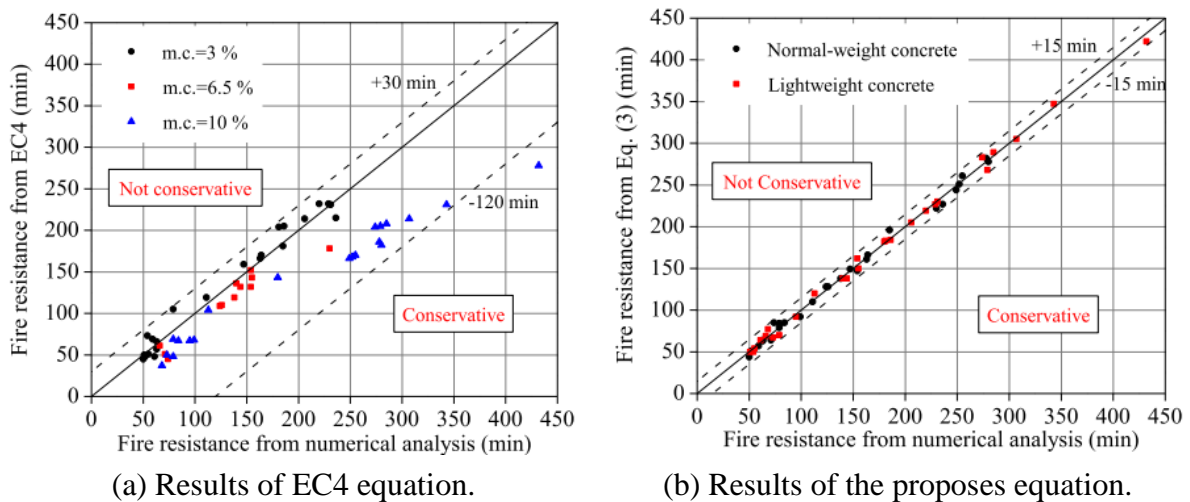 450
400
350
300
250
200
150
100
50
0
Fire resistance from EC4 (min)
m.c.=3 %
m.c.=6.5 %
m.c.=10 %
+30 min
Not conservative
-120 min
Conservative
0 50 100 150 200 250 300 350 400 450
Fire resistance from numerical analysis (min)
(a) Results of EC4 equation.
450
400
350
300
250
200
150
100
50
0
Fire resistance from Eq. (3) (min)
Normal-weight concrete
Lightweight concrete
+15 min
-15 min
Not Conservative
Conservative
0 50 100 150 200 250 300 350 400 450
Fire resistance from numerical analysis (min)
(b) Results of the proposes equation.